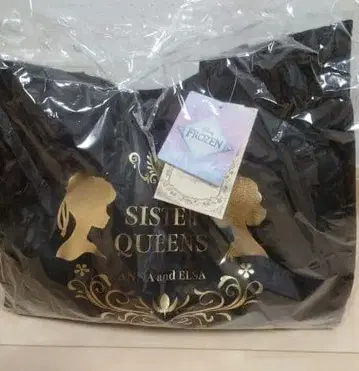 FROZEN
SISTER
QUEENS
ANNA and ELSA